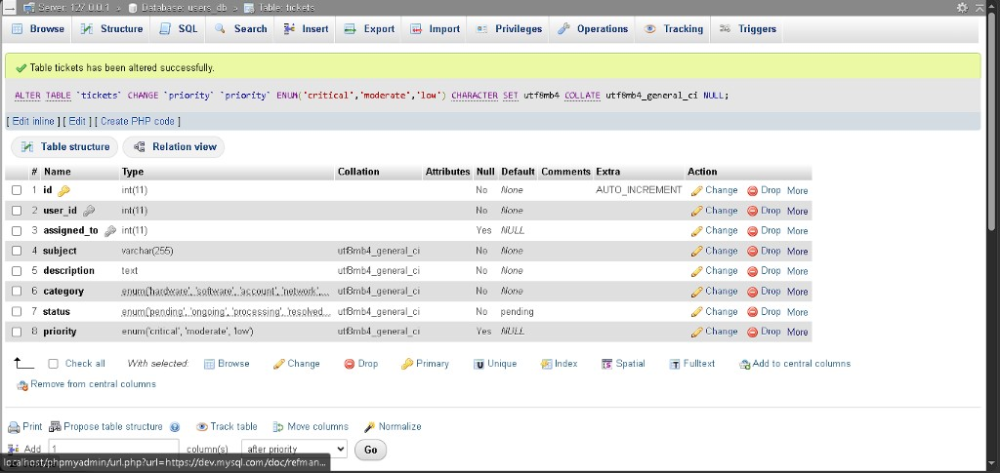 Server: 127.0.0.1 » Database: users_db » Table: tickets
Browse Structure SQL Search Insert Export Import Privileges Operations Tracking Triggers
Table tickets has been altered successfully.
ALTER TABLE `tickets` CHANGE `priority` `priority` ENUM('critical','moderate','low') CHARACTER SET utf8mb4 COLLATE utf8mb4_general_ci NULL;
[ Edit inline ] [ Edit ] [ Create PHP code ]
Table structure Relation view
# Name Type Collation Attributes Null Default Comments Extra Action
1 id int(11) No None AUTO_INCREMENT Change Drop More
2 user_id int(11) No None Change Drop More
3 assigned_to int(11) Yes NULL Change Drop More
4 subject varchar(255) utf8mb4_general_ci No None Change Drop More
5 description text utf8mb4_general_ci No None Change Drop More
6 category enum('hardware', 'software', 'account', 'network',... utf8mb4_general_ci No None Change Drop More
7 status enum('pending', 'ongoing', 'processing', 'resolved... utf8mb4_general_ci No pending Change Drop More
8 priority enum('critical', 'moderate', 'low') utf8mb4_general_ci Yes NULL Change Drop More
Check all With selected: Browse Change Drop Primary Unique Index Spatial Fulltext Add to central columns
Remove from central columns
Print Propose table structure Track table Move columns Normalize
Add 1 column(s) after priority Go
localhost/phpmyadmin/url.php?url=https://dev.mysql.com/doc/refman...